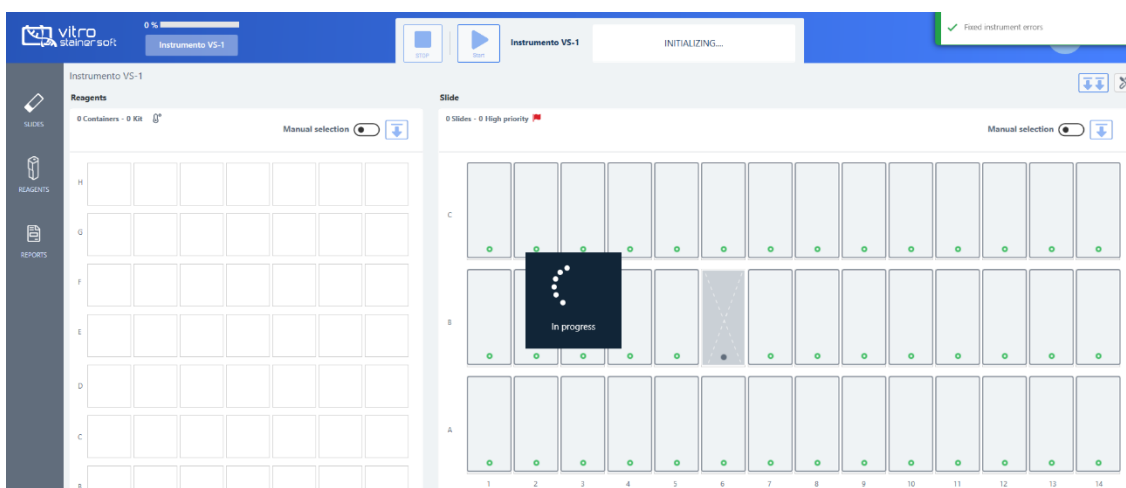 vitro
stainer soft
0 %
Instrumento VS-1
STOP
Start
Instrumento VS-1
INITIALIZING....
Fixed instrument errors
SLIDES
REAGENTS
REPORTS
Instrumento VS-1
Reagents
0 Containers - 0 Kit
Manual selection
H
G
F
E
D
C
B
Slide
0 Slides - 0 High priority
Manual selection
C
B
A
In progress
1 2 3 4 5 6 7 8 9 10 11 12 13 14